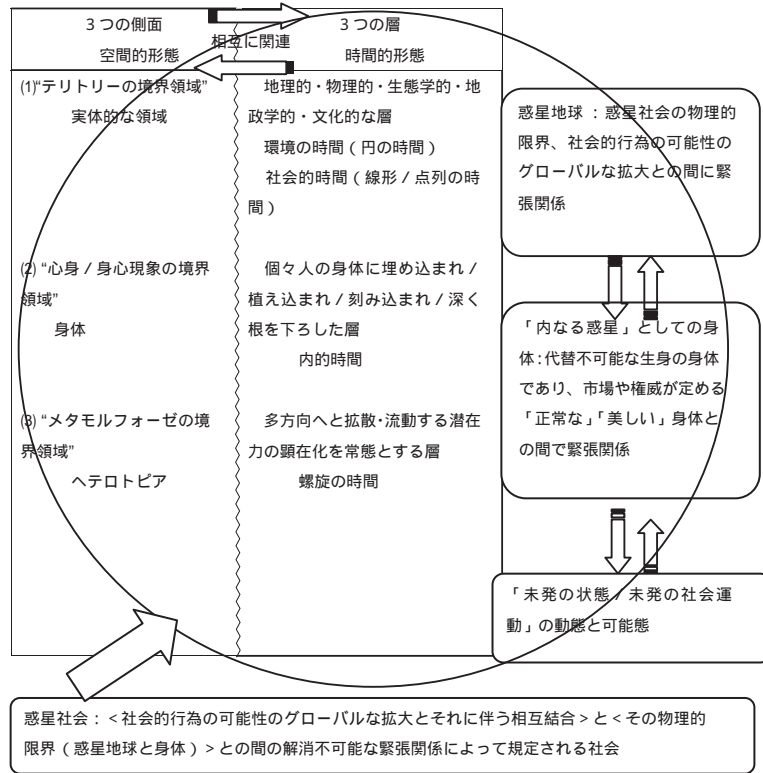 3つの側面
空間的形態
相互に関連
3つの層
時間的形態
(1)“テリトリーの境界領域”
実体的な領域
地理的・物理的・生態学的・地
政学的・文化的な層
環境の時間(円の時間)
社会的時間(線形/点列の時
間)
(2) “心身/身心現象の境界
領域”
身体
個々人の身体に埋め込まれ/
植え込まれ/刻み込まれ/深く
根を下ろした層
内的時間
(3) “メタモルフォーゼの境
界領域”
ヘテロトピア
多方向へと拡散・流動する潜在
力の顕在化を常態とする層
螺旋の時間
惑星地球:惑星社会の物理的
限界、社会的行為の可能性の
グローバルな拡大との間に緊
張関係
「内なる惑星」としての身
体:代替不可能な生身の身体
であり、市場や権威が定める
「正常な」「美しい」身体と
の間で緊張関係
「未発の状態/未発の社会運
動」の動態と可能態
惑星社会:<社会的行為の可能性のグローバルな拡大とそれに伴う相互結合>と<その物理的
限界(惑星地球と身体)>との間の解消不可能な緊張関係によって規定される社会